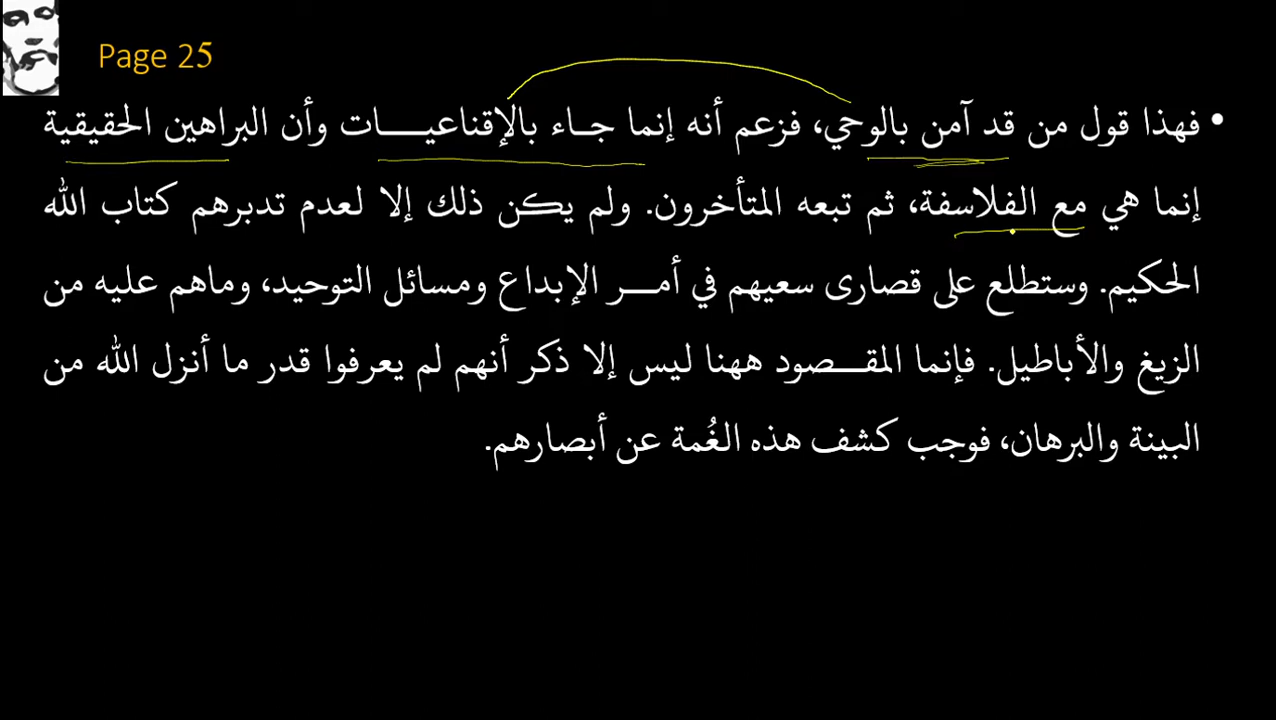 Page 25
• فهذا قول من قد آمن بالوحي، فزعم أنه إنما جاء بالإقناعيات وأن البراهين الحقيقية
إنما هي مع الفلاسفة، ثم تبعه المتأخرون. ولم يكن ذلك إلا لعدم تدبرهم كتاب الله
الحكيم. وستطلع على قصارى سعيهم في أمر الإبداع ومسائل التوحيد، وماهم عليه من
الزيغ والأباطيل. فإنما المقصود ههنا ليس إلا ذكر أنهم لم يعرفوا قدر ما أنزل الله من
البينة والبرهان، فوجب كشف هذه الغُمة عن أبصارهم.